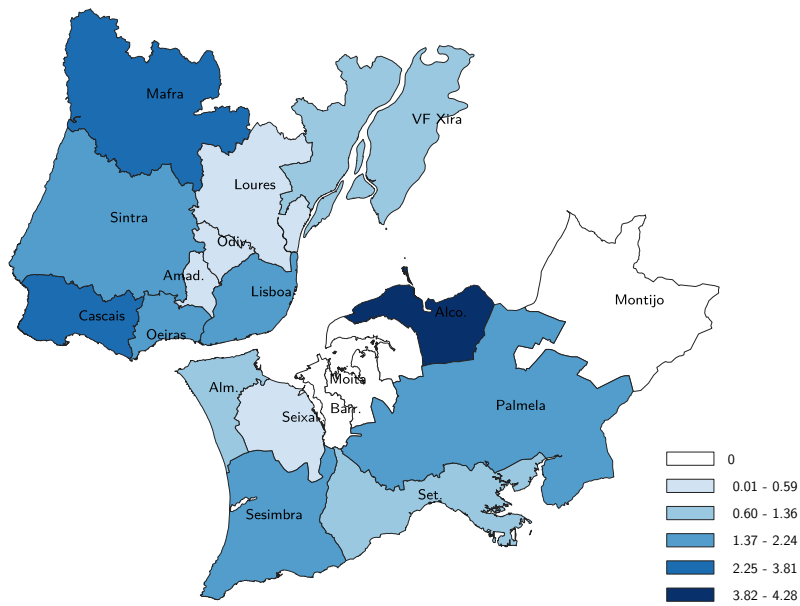 Mafra
VF Xira
Loures
Sintra
Odiv.
Amad.
Lisboa
Montijo
Cascais
Alco.
Oeiras
Moita
Alm.
Palmela
Barr.
Seixal
Set.
Sesimbra
0
0.01 - 0.59
0.60 - 1.36
1.37 - 2.24
2.25 - 3.81
3.82 - 4.28